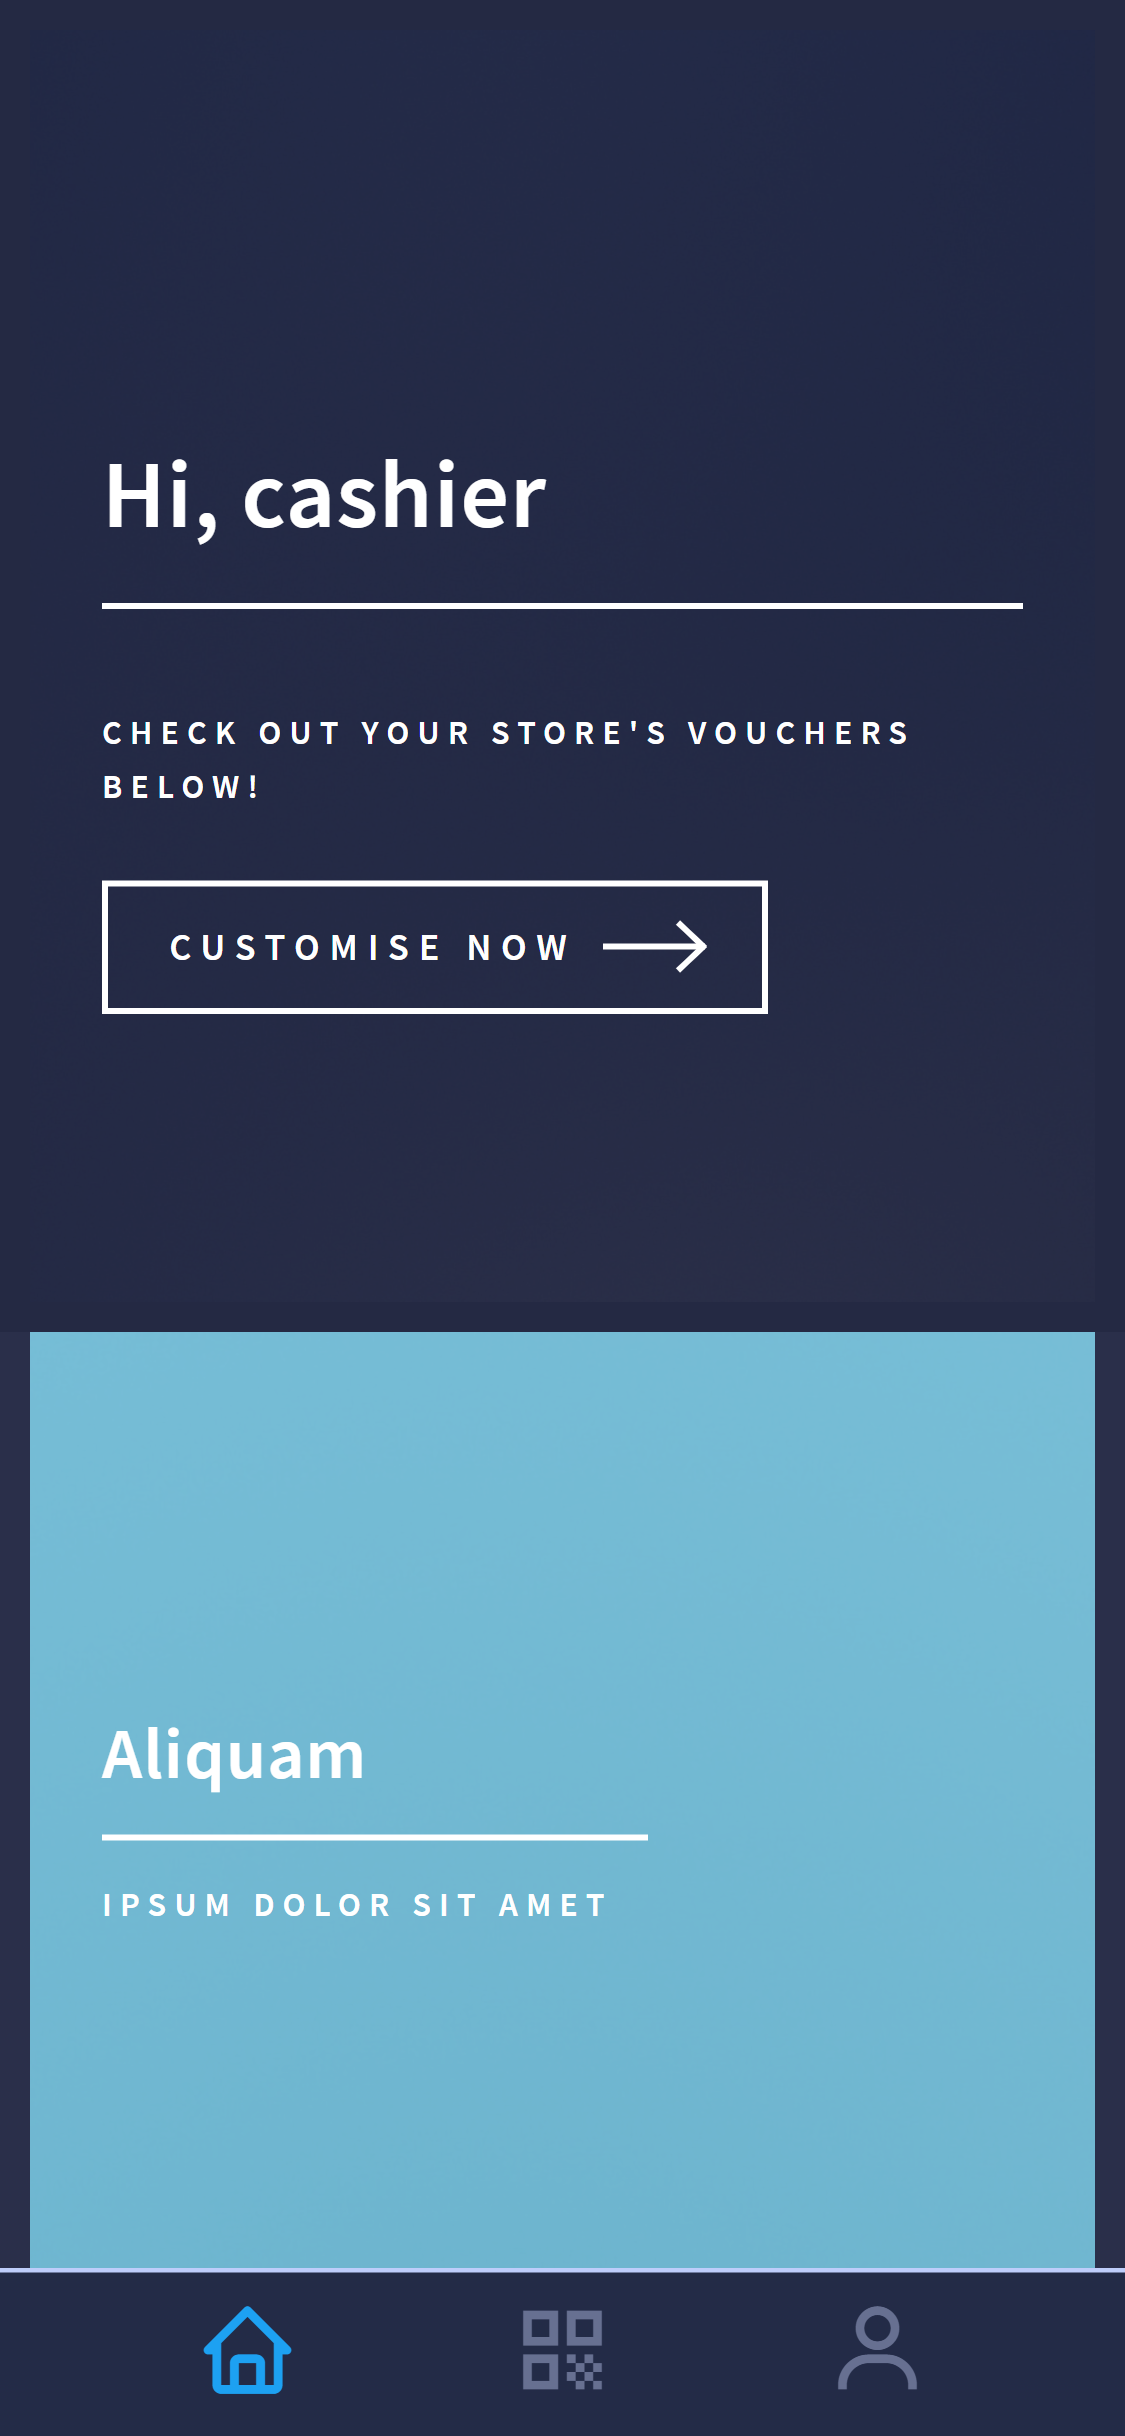 Hi, cashier
CHECK OUT YOUR STORE'S VOUCHERS
BELOW!
CUSTOMISE NOW
Aliquam
IPSUM DOLOR SIT AMET